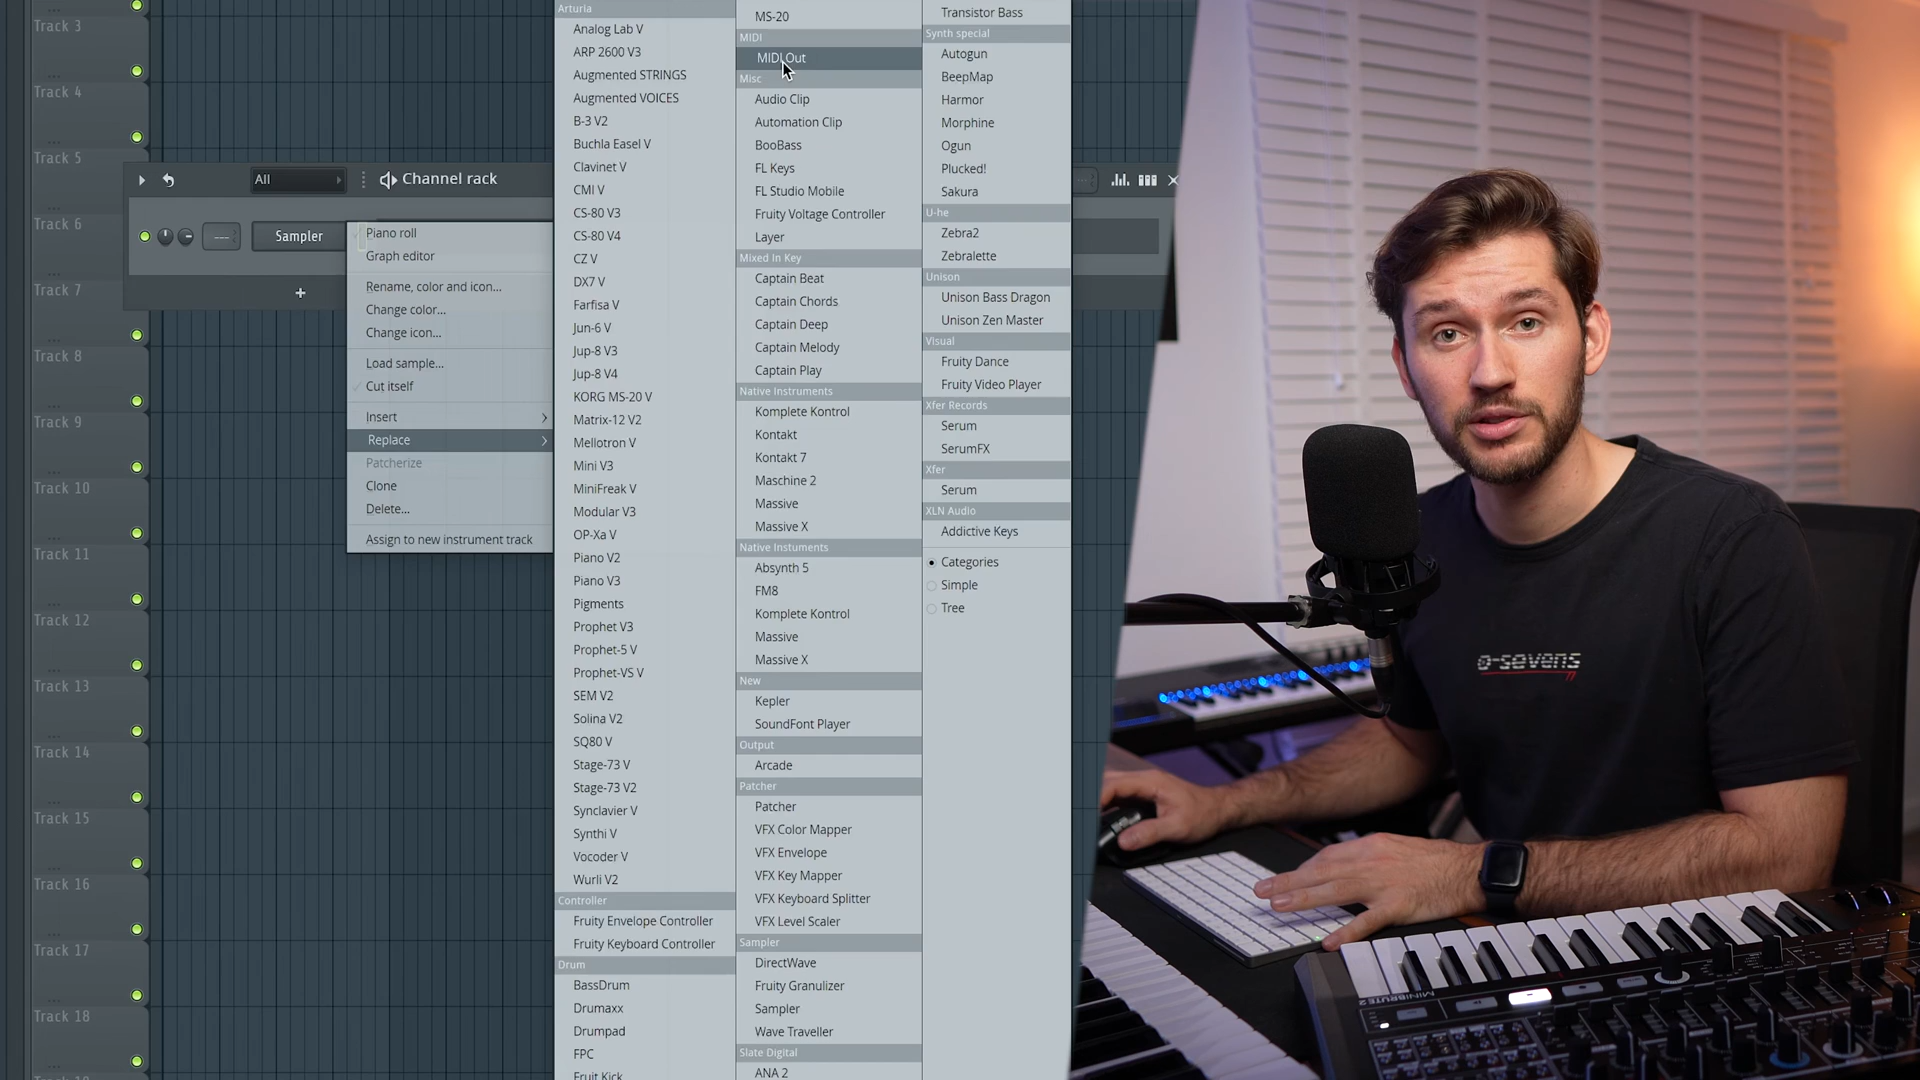 Track 3
Track 4
Track 5
Track 6
Track 7
Track 8
Track 9
Track 10
Track 11
Track 12
Track 13
Track 14
Track 15
Track 16
Track 17
Track 18
All
Channel rack
Sampler
+
Piano roll
Graph editor
Rename, color and icon...
Change color...
Change icon...
Load sample...
Cut itself
Insert
Replace
Patcherize
Clone
Delete...
Assign to new instrument track
Arturia
Analog Lab V
ARP 2600 V3
Augmented STRINGS
Augmented VOICES
B-3 V2
Buchla Easel V
Clavinet V
CMI V
CS-80 V3
CS-80 V4
CZ V
DX7 V
Farfisa V
Jun-6 V
Jup-8 V3
Jup-8 V4
KORG MS-20 V
Matrix-12 V2
Mellotron V
Mini V3
MiniFreak V
Modular V3
OP-Xa V
Piano V2
Piano V3
Pigments
Prophet V3
Prophet-5 V
Prophet-VS V
SEM V2
Solina V2
SQ80 V
Stage-73 V
Stage-73 V2
Synclavier V
Synthi V
Vocoder V
Wurli V2
Controller
Fruity Envelope Controller
Fruity Keyboard Controller
Drum
BassDrum
Drumaxx
Drumpad
FPC
Fruit Kick
MS-20
MIDI
MIDI Out
Misc
Audio Clip
Automation Clip
BooBass
FL Keys
FL Studio Mobile
Fruity Voltage Controller
Layer
Mixed In Key
Captain Beat
Captain Chords
Captain Deep
Captain Melody
Captain Play
Native Instruments
Komplete Kontrol
Kontakt
Kontakt 7
Maschine 2
Massive
Massive X
Native Instuments
Absynth 5
FM8
Komplete Kontrol
Massive
Massive X
New
Kepler
SoundFont Player
Output
Arcade
Patcher
Patcher
VFX Color Mapper
VFX Envelope
VFX Key Mapper
VFX Keyboard Splitter
VFX Level Scaler
Sampler
DirectWave
Fruity Granulizer
Sampler
Wave Traveller
Slate Digital
ANA 2
Transistor Bass
Synth special
Autogun
BeepMap
Harmor
Morphine
Ogun
Plucked!
Sakura
U-he
Zebra2
Zebralette
Unison
Unison Bass Dragon
Unison Zen Master
Visual
Fruity Dance
Fruity Video Player
Xfer Records
Serum
SerumFX
Xfer
Serum
XLN Audio
Addictive Keys
Categories
Simple
Tree
e-sevens
MINIBRUTE 2